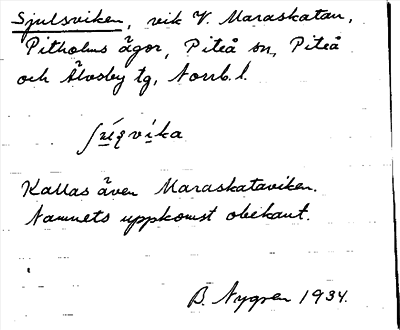 Sjulsviken, vik V. Maraskatan,
Pitholms ägor, Piteå sn, Piteå
och Älvsby tg, Norrb. l.
vika
Kallas även Maraskataviken.
Namnets uppkomst obekant.
B. Nygren 1934.